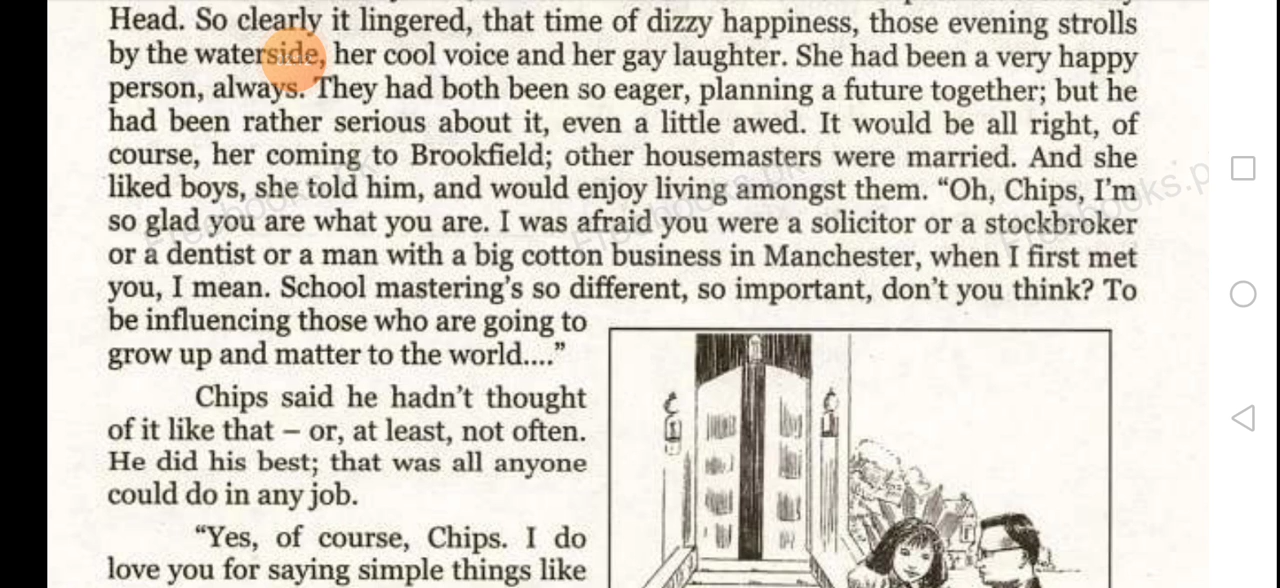 Head. So clearly it lingered, that time of dizzy happiness, those evening strolls
by the waterside, her cool voice and her gay laughter. She had been a very happy
person, always. They had both been so eager, planning a future together; but he
had been rather serious about it, even a little awed. It would be all right, of
course, her coming to Brookfield; other housemasters were married. And she
liked boys, she told him, and would enjoy living amongst them. “Oh, Chips, I’m
so glad you are what you are. I was afraid you were a solicitor or a stockbroker
or a dentist or a man with a big cotton business in Manchester, when I first met
you, I mean. School mastering’s so different, so important, don’t you think? To
be influencing those who are going to
grow up and matter to the world....”
Chips said he hadn’t thought
of it like that – or, at least, not often.
He did his best; that was all anyone
could do in any job.
“Yes, of course, Chips. I do
love you for saying simple things like